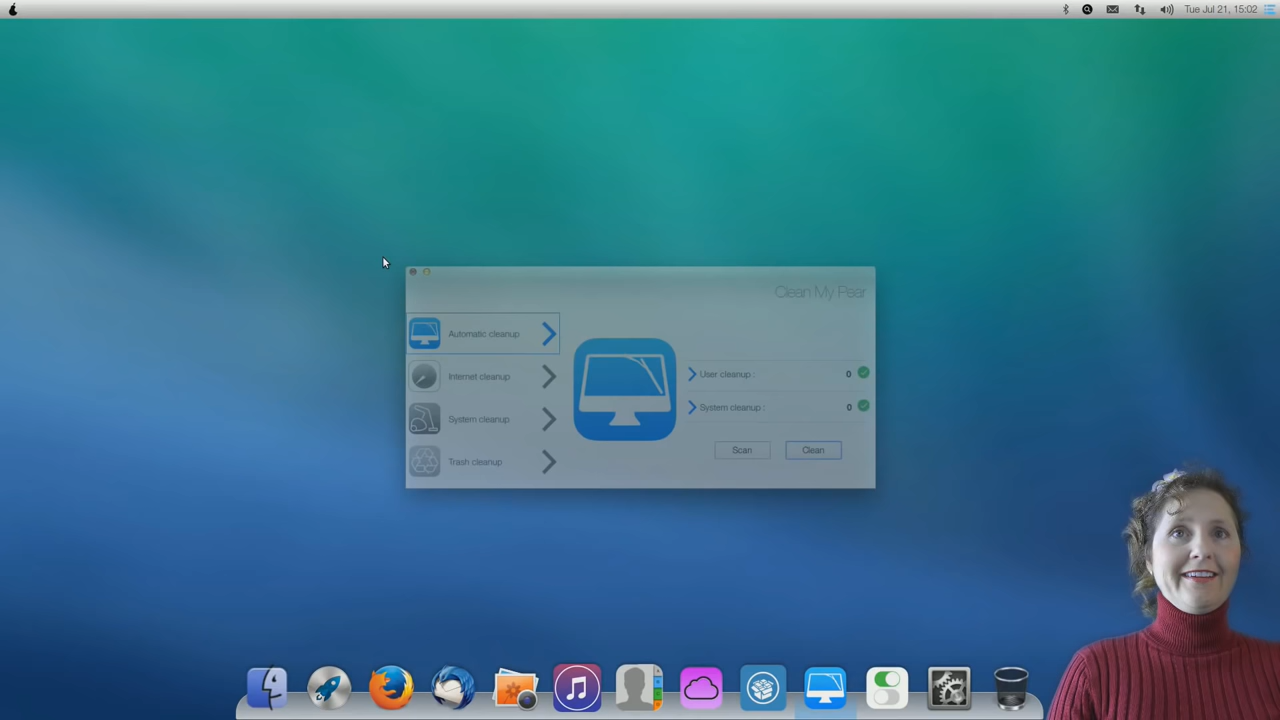 Tue Jul 21, 15:02
Clean My Pear
Automatic cleanup
Internet cleanup
System cleanup
Trash cleanup
User cleanup : 0
System cleanup : 0
Scan
Clean